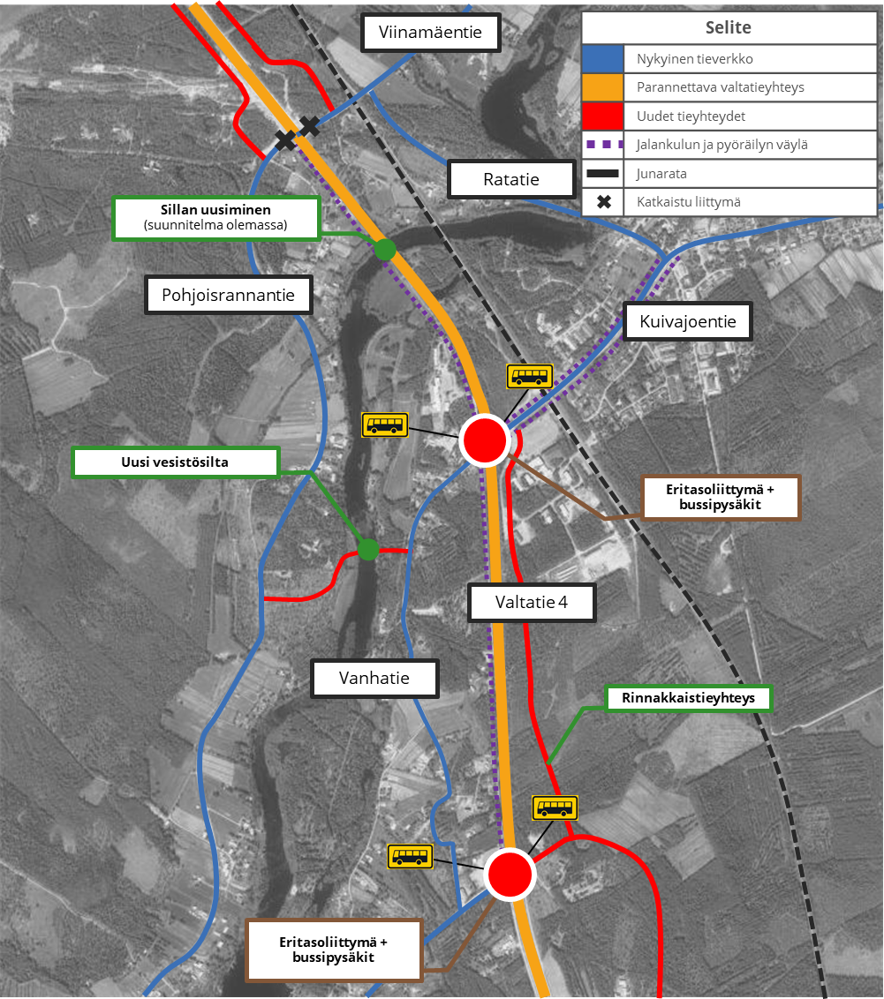 Viinamäentie
Selite
Nykyinen tieverkko
Parannettava valtatieyhteys
Uudet tieyhteydet
Jalankulun ja pyöräilyn väylä
Junarata
Katkaistu liittymä
Ratatie
Sillan uusiminen
(suunnitelma olemassa)
Pohjoisrannantie
Kuivajoentie
Uusi vesistösilta
Eritasoliittymä +
bussipysäkit
Valtatie 4
Vanhatie
Rinnakkaistieyhteys
Eritasoliittymä +
bussipysäkit